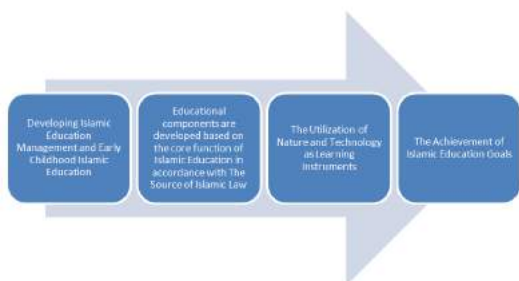 Developing Islamic
Education
Management and Early
Childhood Islamic
Education
Educational
components are
developed based on
the core function of
Islamic Education in
accordance with The
Source of Islamic Law
The Utilization of
Nature and Technology
as Learning
Instruments
The Achievement of
Islamic Education Goals